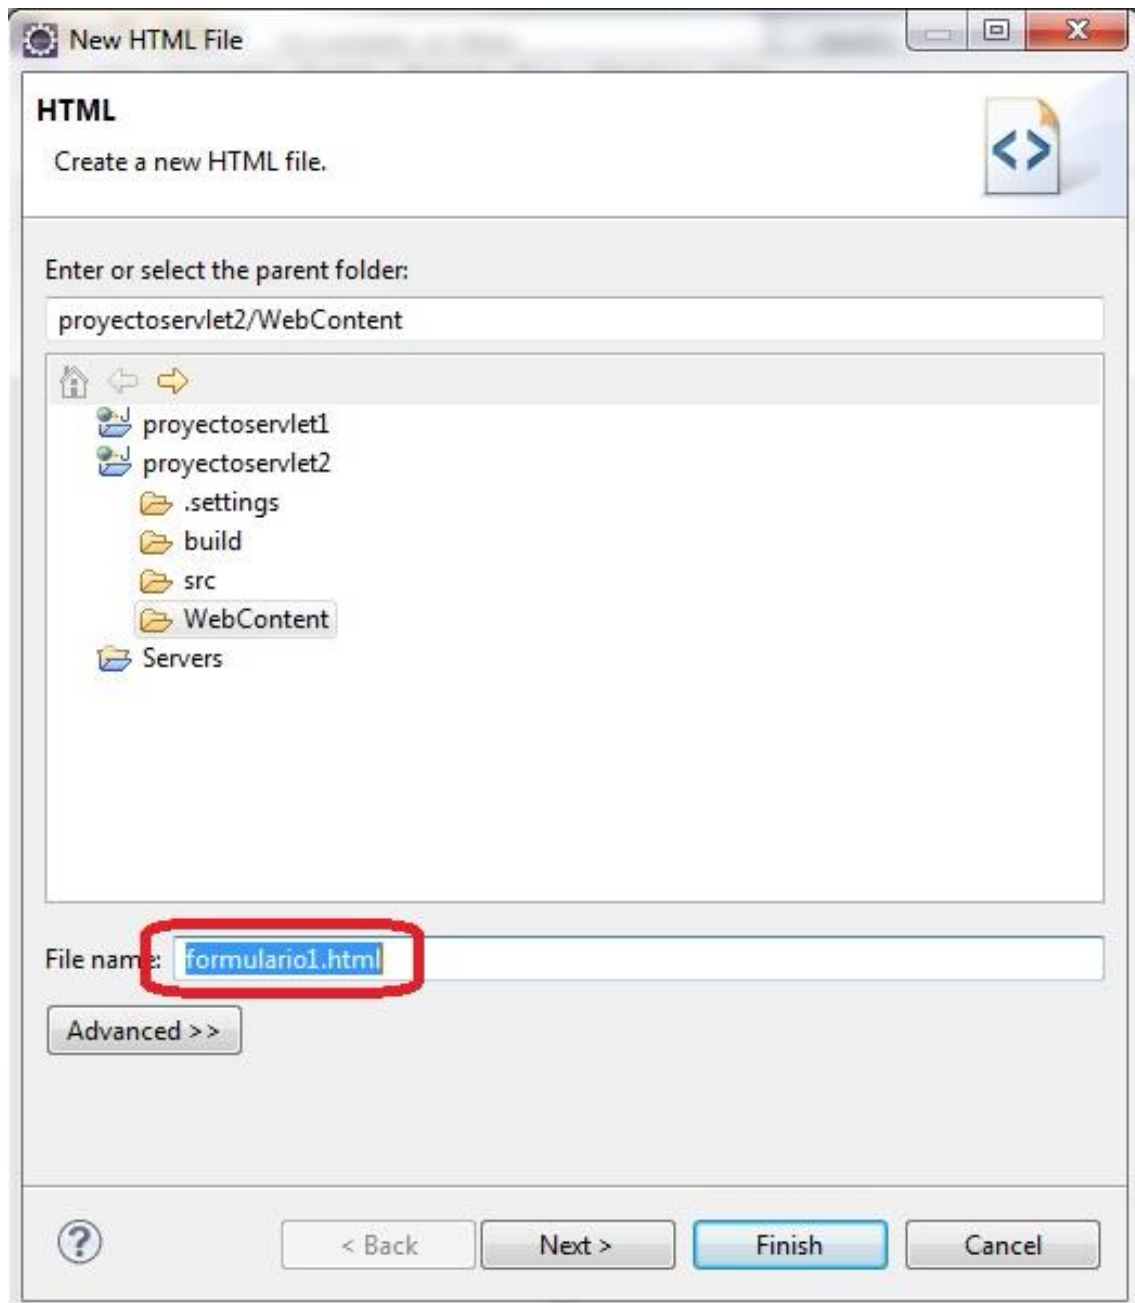 New HTML File
HTML
Create a new HTML file.
Enter or select the parent folder:
proyectoservlet2/WebContent
proyectoservlet1
proyectoservlet2
.settings
build
src
WebContent
Servers
File name: formulario1.html
Advanced >>
< Back Next > Finish Cancel